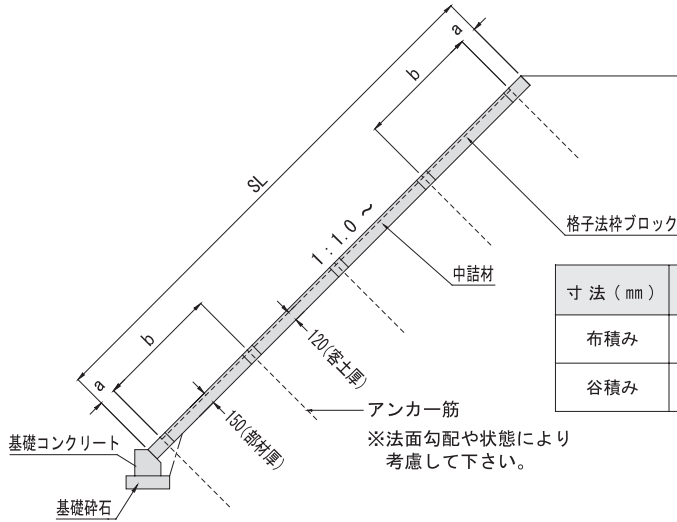 a
b
SL
1:1.0 ~
格子法枠ブロック
中詰材
寸 法 ( mm )
布積み
谷積み
b
a
120(客土厚)
150(部材厚)
アンカー筋
※法面勾配や状態により
考慮して下さい。
基礎コンクリート
基礎砕石